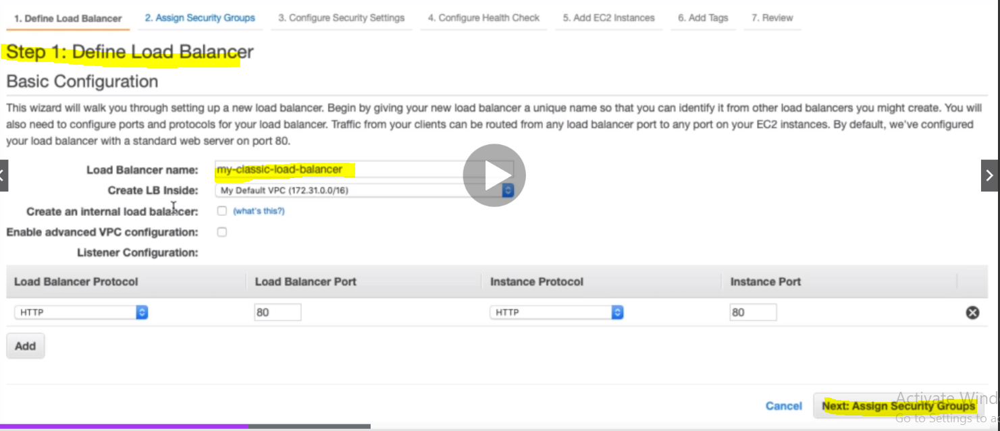 1. Define Load Balancer 2. Assign Security Groups 3. Configure Security Settings 4. Configure Health Check 5. Add EC2 Instances 6. Add Tags 7. Review
Step 1: Define Load Balancer
Basic Configuration
This wizard will walk you through setting up a new load balancer. Begin by giving your new load balancer a unique name so that you can identify it from other load balancers you might create. You will
also need to configure ports and protocols for your load balancer. Traffic from your clients can be routed from any load balancer port to any port on your EC2 instances. By default, we've configured
your load balancer with a standard web server on port 80.
Load Balancer name: my-classic-load-balancer
Create LB Inside: My Default VPC (172.31.0.0/16)
Create an internal load balancer: (what's this?)
Enable advanced VPC configuration:
Listener Configuration:
Load Balancer Protocol Load Balancer Port Instance Protocol Instance Port
HTTP 80 HTTP 80
Add
Activate Wind
Cancel Next: Assign Security Groups
Go to Settings to a